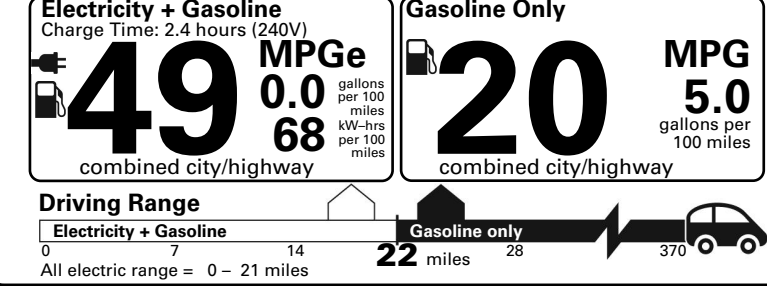 Electricity + Gasoline
Charge Time: 2.4 hours (240V)
49
MPGe
0.0
gallons
per 100
miles
68
kW–hrs
per 100
miles
combined city/highway
Gasoline Only
20
MPG
5.0
gallons per
100 miles
combined city/highway
Driving Range
Electricity + Gasoline
Gasoline only
0 7 14 22 miles 28 370
All electric range = 0 – 21 miles